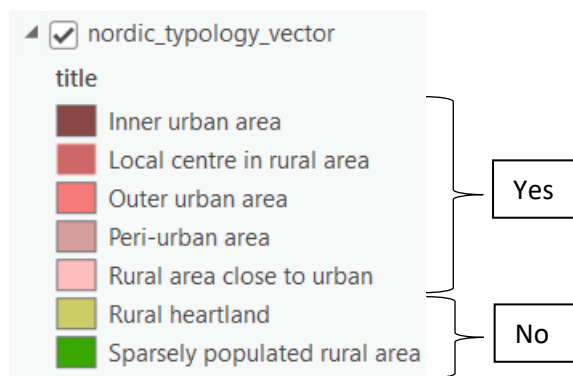 nordic_typology_vector
title
Inner urban area
Local centre in rural area
Outer urban area
Peri-urban area
Rural area close to urban
Rural heartland
Sparsely populated rural area
Yes
No